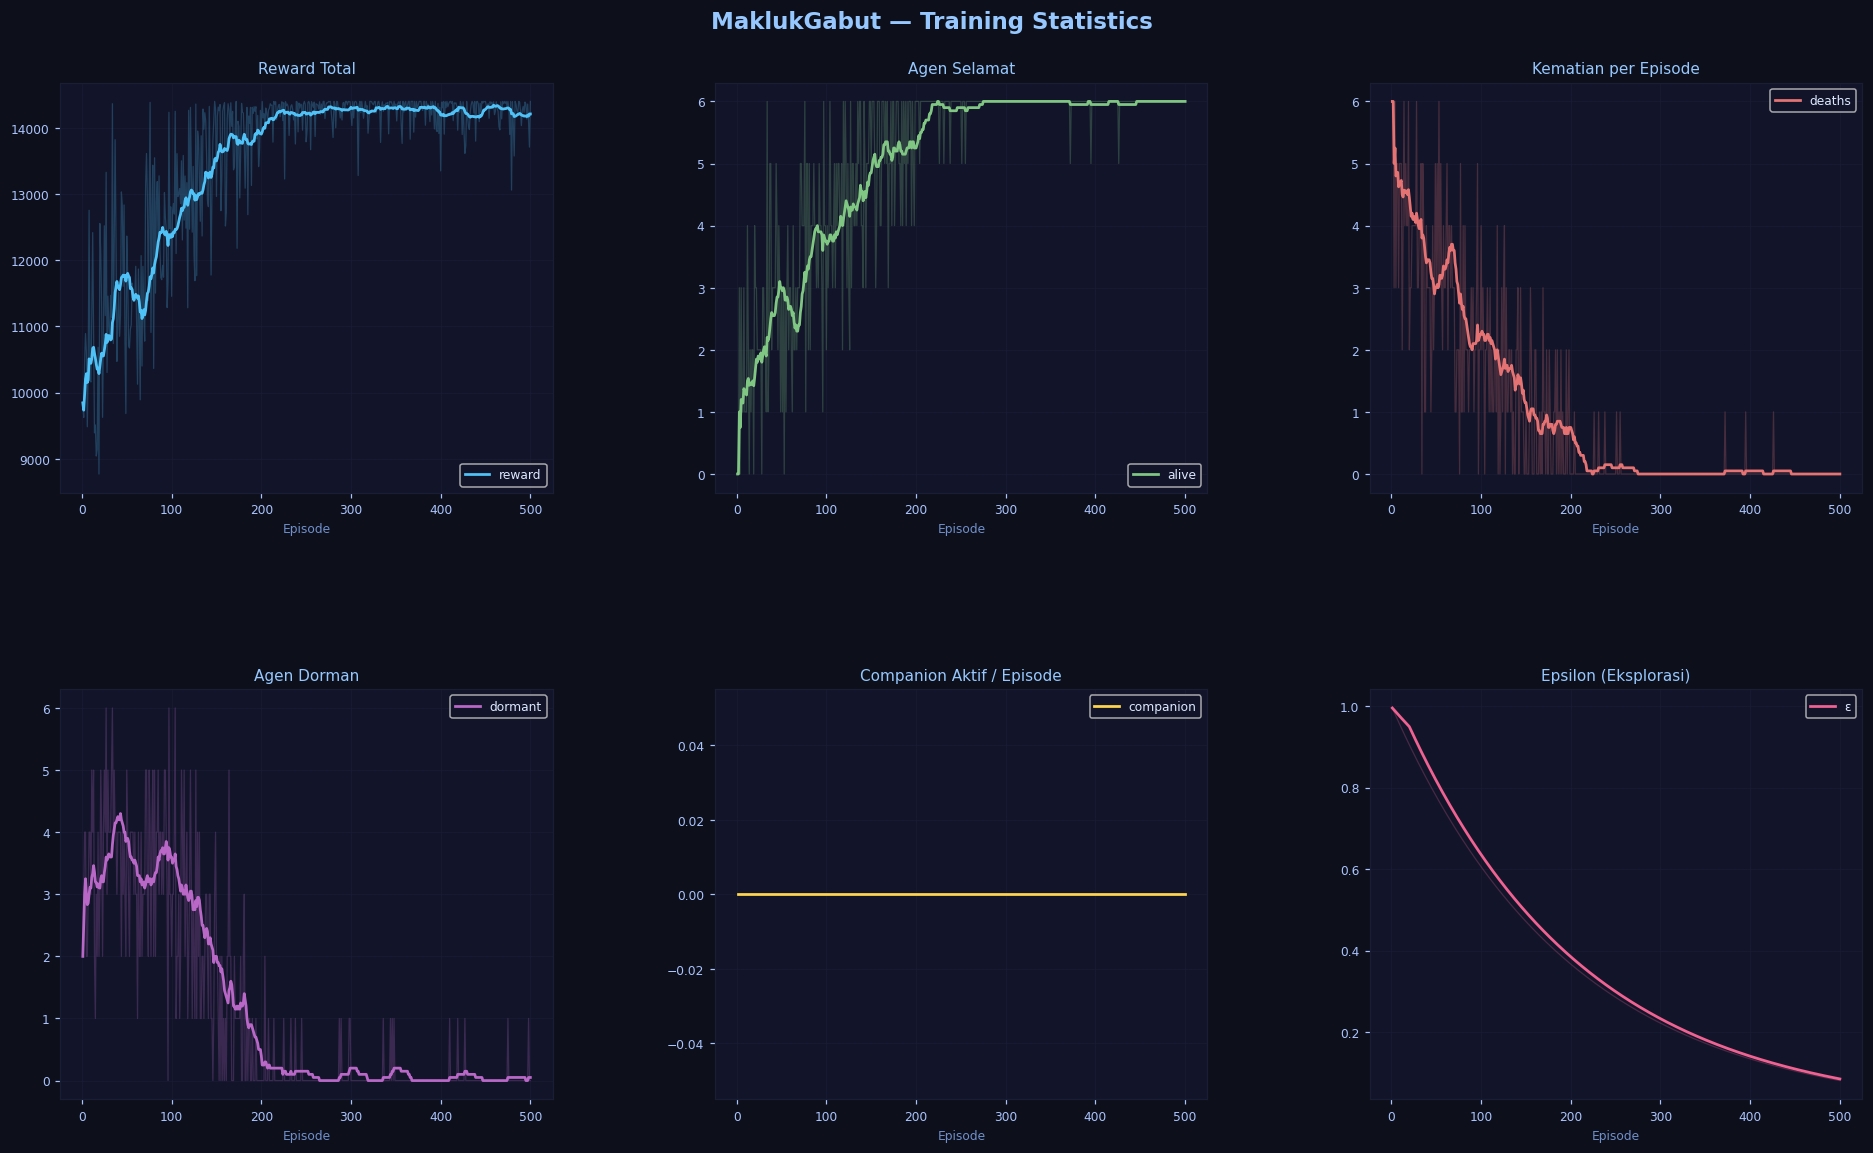 MaklukGabut — Training Statistics
Reward Total
14000
13000
12000
11000
10000
9000
reward
0 100 200 300 400 500
Episode
Agen Selamat
6
5
4
3
2
1
0
alive
0 100 200 300 400 500
Episode
Kematian per Episode
6
5
4
3
2
1
0
deaths
0 100 200 300 400 500
Episode
Agen Dorman
6
5
4
3
2
1
0
dormant
0 100 200 300 400 500
Episode
Companion Aktif / Episode
0.04
0.02
0.00
−0.02
−0.04
companion
0 100 200 300 400 500
Episode
Epsilon (Eksplorasi)
1.0
0.8
0.6
0.4
0.2
ε
0 100 200 300 400 500
Episode